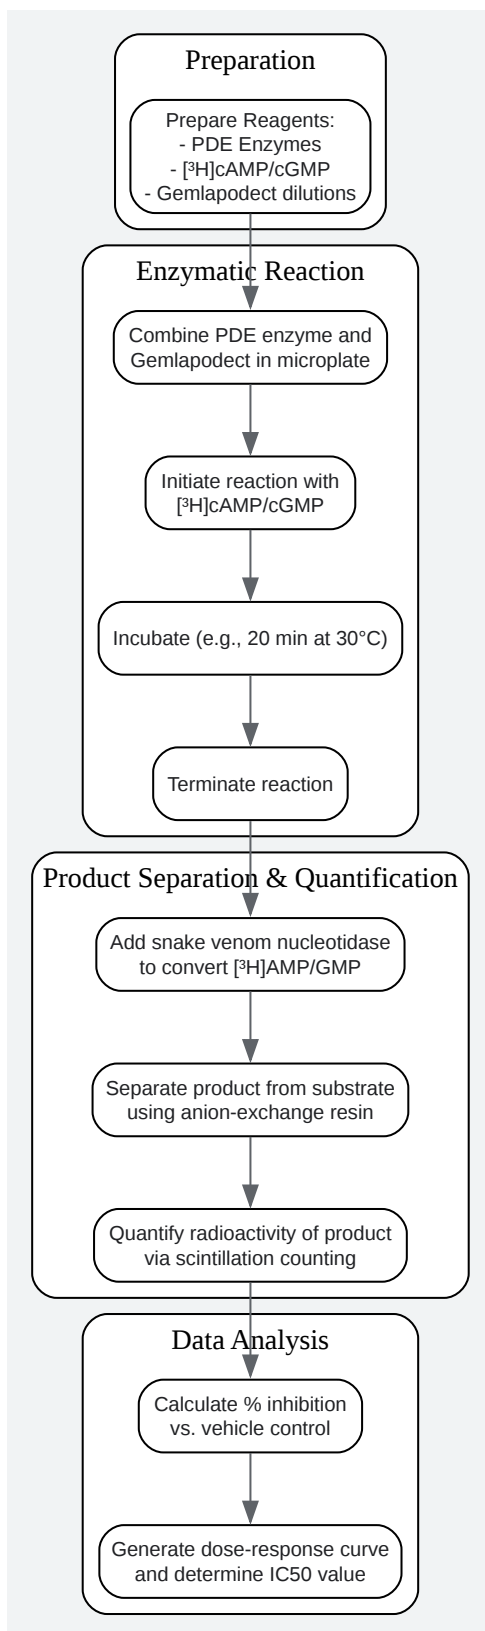 Preparation
Prepare Reagents:
- PDE Enzymes
- [³H]cAMP/cGMP
- Gemlapodect dilutions
Enzymatic Reaction
Combine PDE enzyme and
Gemlapodect in microplate
Initiate reaction with
[³H]cAMP/cGMP
Incubate (e.g., 20 min at 30°C)
Terminate reaction
Product Separation & Quantification
Add snake venom nucleotidase
to convert [³H]AMP/GMP
Separate product from substrate
using anion-exchange resin
Quantify radioactivity of product
via scintillation counting
Data Analysis
Calculate % inhibition
vs. vehicle control
Generate dose-response curve
and determine IC50 value